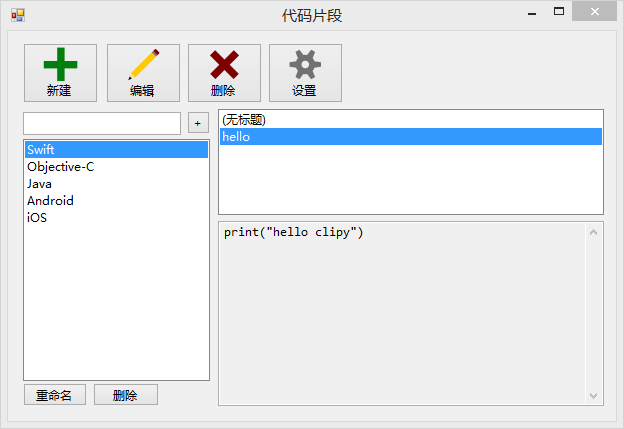 代码片段
新建
编辑
删除
设置
+
Swift
Objective-C
Java
Android
iOS
重命名
删除
(无标题)
hello
print("hello clipy")